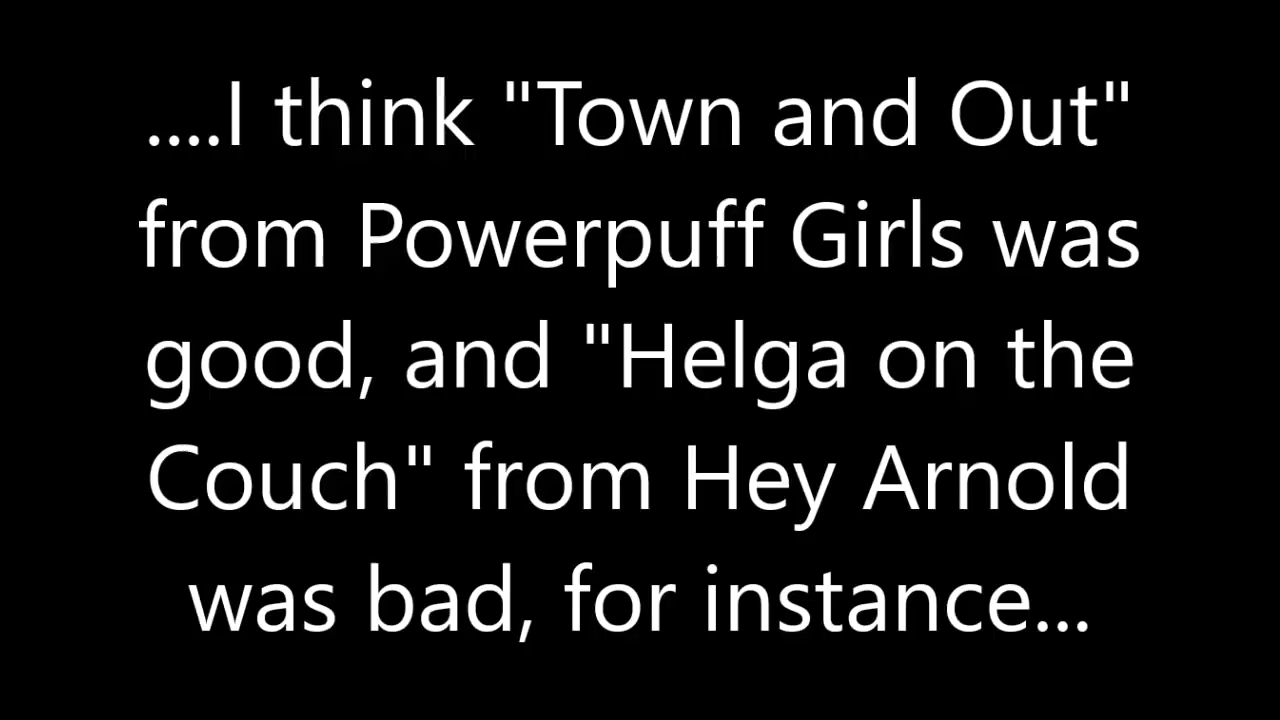 ....I think "Town and Out"
from Powerpuff Girls was
good, and "Helga on the
Couch" from Hey Arnold
was bad, for instance...